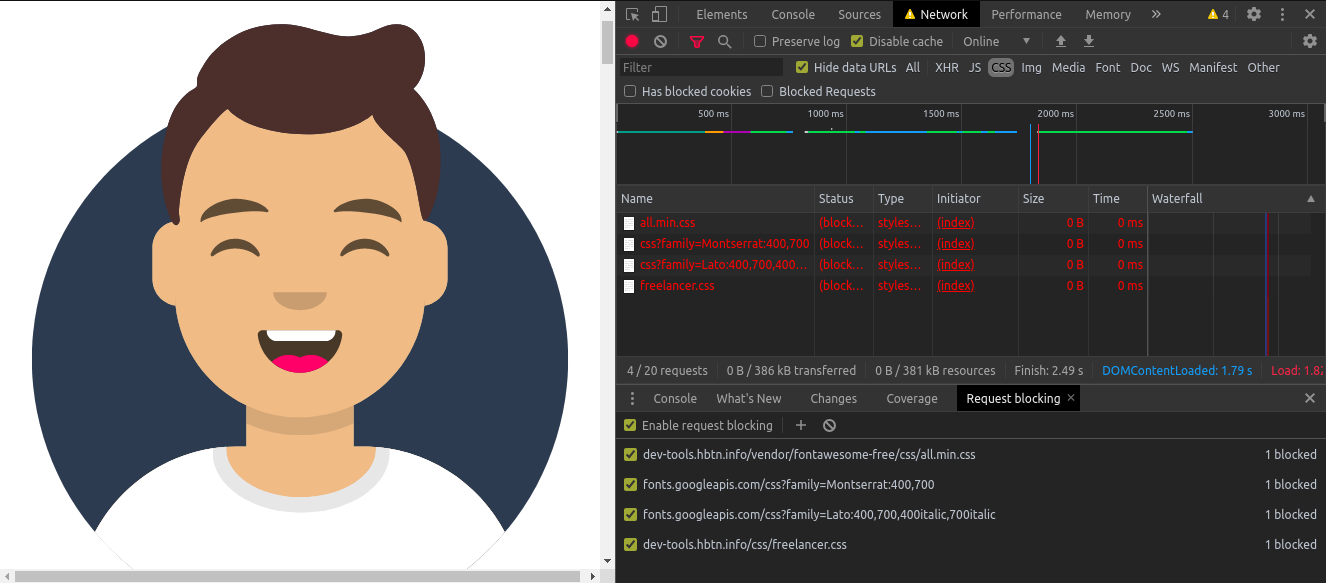 Elements Console Sources Network Performance Memory » 4
Preserve log Disable cache Online
Filter Hide data URLs All XHR JS CSS Img Media Font Doc WS Manifest Other
Has blocked cookies Blocked Requests
500 ms 1000 ms 1500 ms 2000 ms 2500 ms 3000 ms
Name Status Type Initiator Size Time Waterfall
all.min.css (block… styles… (index) 0 B 0 ms
css?family=Montserrat:400,700 (block… styles… (index) 0 B 0 ms
css?family=Lato:400,700,400… (block… styles… (index) 0 B 0 ms
freelancer.css (block… styles… (index) 0 B 0 ms
4 / 20 requests 0 B / 386 kB transferred 0 B / 381 kB resources Finish: 2.49 s DOMContentLoaded: 1.79 s Load:
Console What's New Changes Coverage Request blocking ×
Enable request blocking
dev-tools.hbtn.info/vendor/fontawesome-free/css/all.min.css 1 blocked
fonts.googleapis.com/css?family=Montserrat:400,700 1 blocked
fonts.googleapis.com/css?family=Lato:400,700,400italic,700italic 1 blocked
dev-tools.hbtn.info/css/freelancer.css 1 blocked